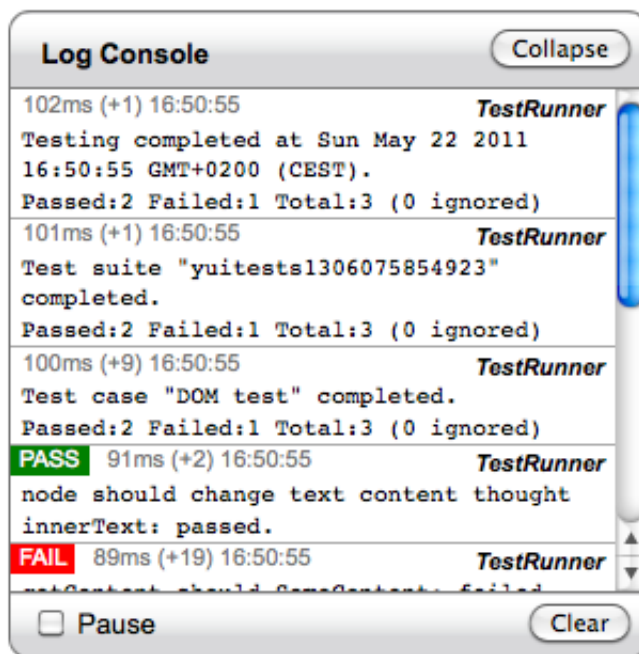 Log Console
Collapse
102ms (+1) 16:50:55
TestRunner
Testing completed at Sun May 22 2011
16:50:55 GMT+0200 (CEST).
Passed:2 Failed:1 Total:3 (0 ignored)
101ms (+1) 16:50:55
TestRunner
Test suite "yuitests1306075854923"
completed.
Passed:2 Failed:1 Total:3 (0 ignored)
100ms (+9) 16:50:55
TestRunner
Test case "DOM test" completed.
Passed:2 Failed:1 Total:3 (0 ignored)
PASS 91ms (+2) 16:50:55
TestRunner
node should change text content thought
innerText: passed.
FAIL 89ms (+19) 16:50:55
TestRunner
getContent should SomeContent: failed
Pause
Clear